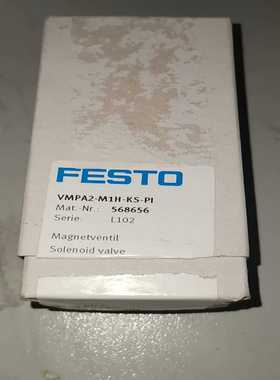 FESTO
VMPA2-M1H-KS-PI
Mat.-Nr.: 568656
Serie: L102
Magnetventil
Solenoid valve